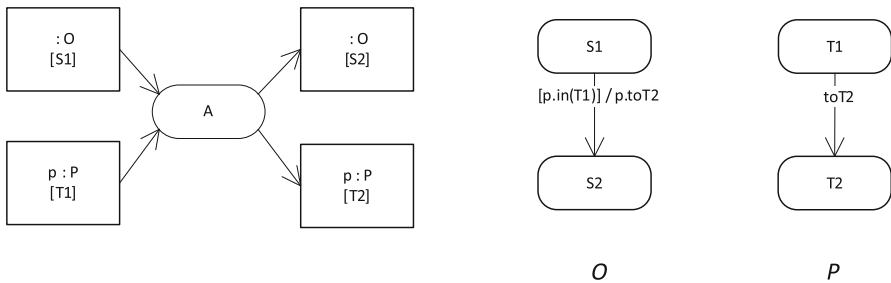 : O
[S1]
: O
[S2]
A
p : P
[T1]
p : P
[T2]
S1
[p.in(T1)] / p.toT2
S2
O
T1
toT2
T2
P